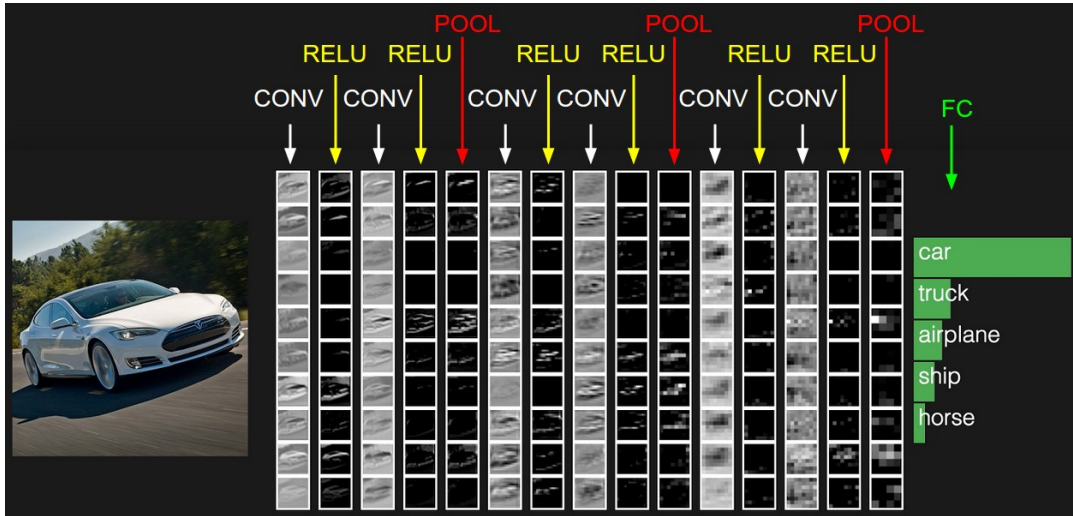 POOL POOL POOL
RELU RELU RELU RELU RELU RELU
CONV CONV CONV CONV CONV CONV
FC
car
truck
airplane
ship
horse